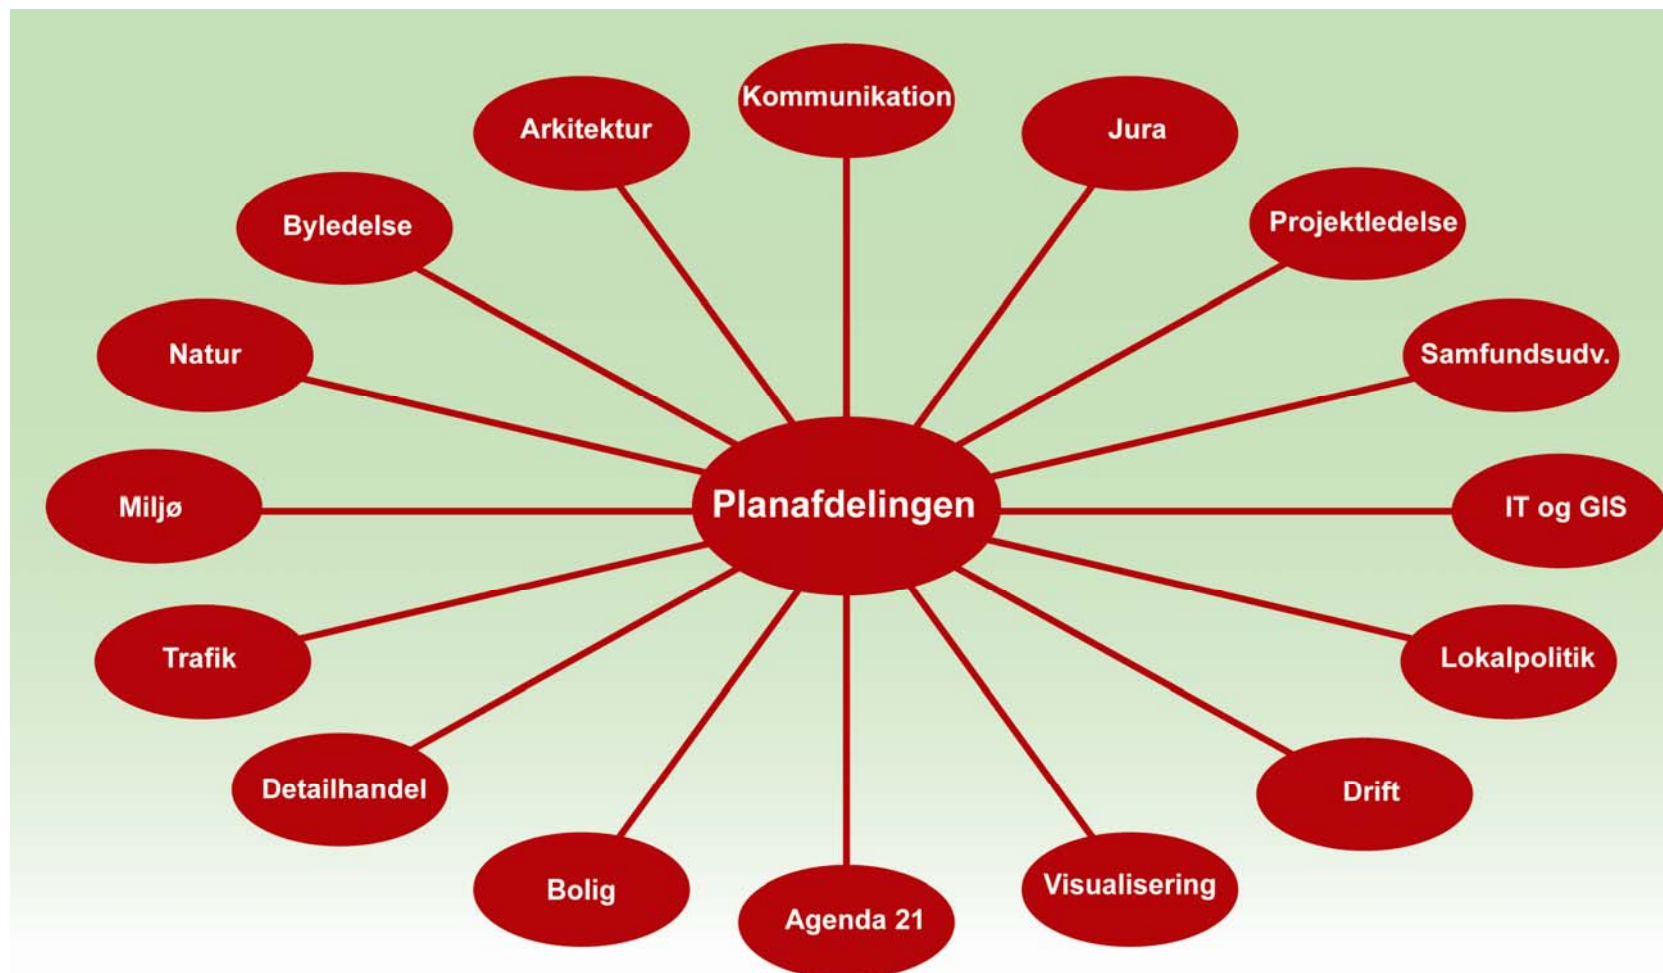 Kommunikation
Arkitektur
Jura
Byledelse
Projektledelse
Natur
Samfundsudv.
Miljø
Planafdelingen
IT og GIS
Trafik
Lokalpolitik
Detailhandel
Drift
Bolig
Visualisering
Agenda 21